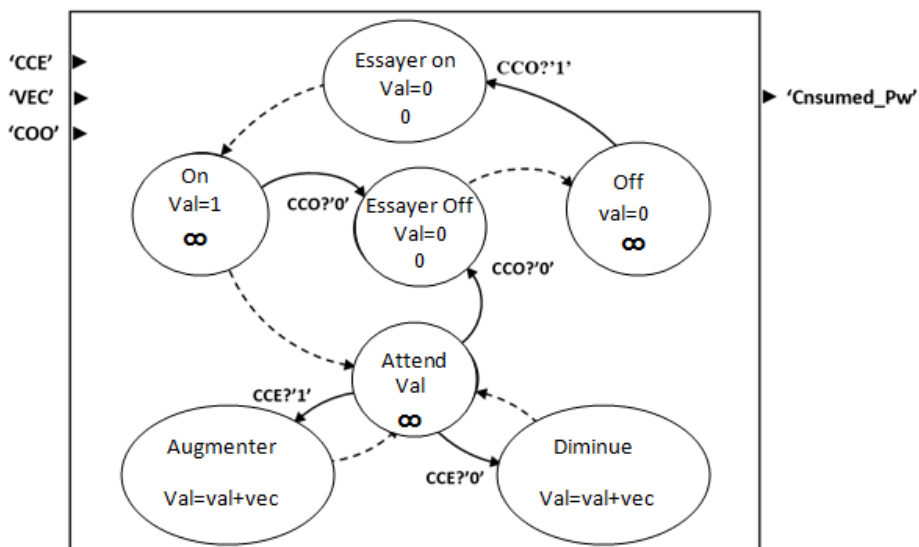 ‘CCE’
‘VEC’
‘COO’
‘Cnsumed_Pw’
Essayer on
Val=0
0
CCO?'1'
On
Val=1
∞
CCO?'0'
Essayer Off
Val=0
0
Off
val=0
∞
CCO?'0'
Attend
Val
∞
CCE?'1'
CCE?'0'
Augmenter
Val=val+vec
Diminue
Val=val+vec